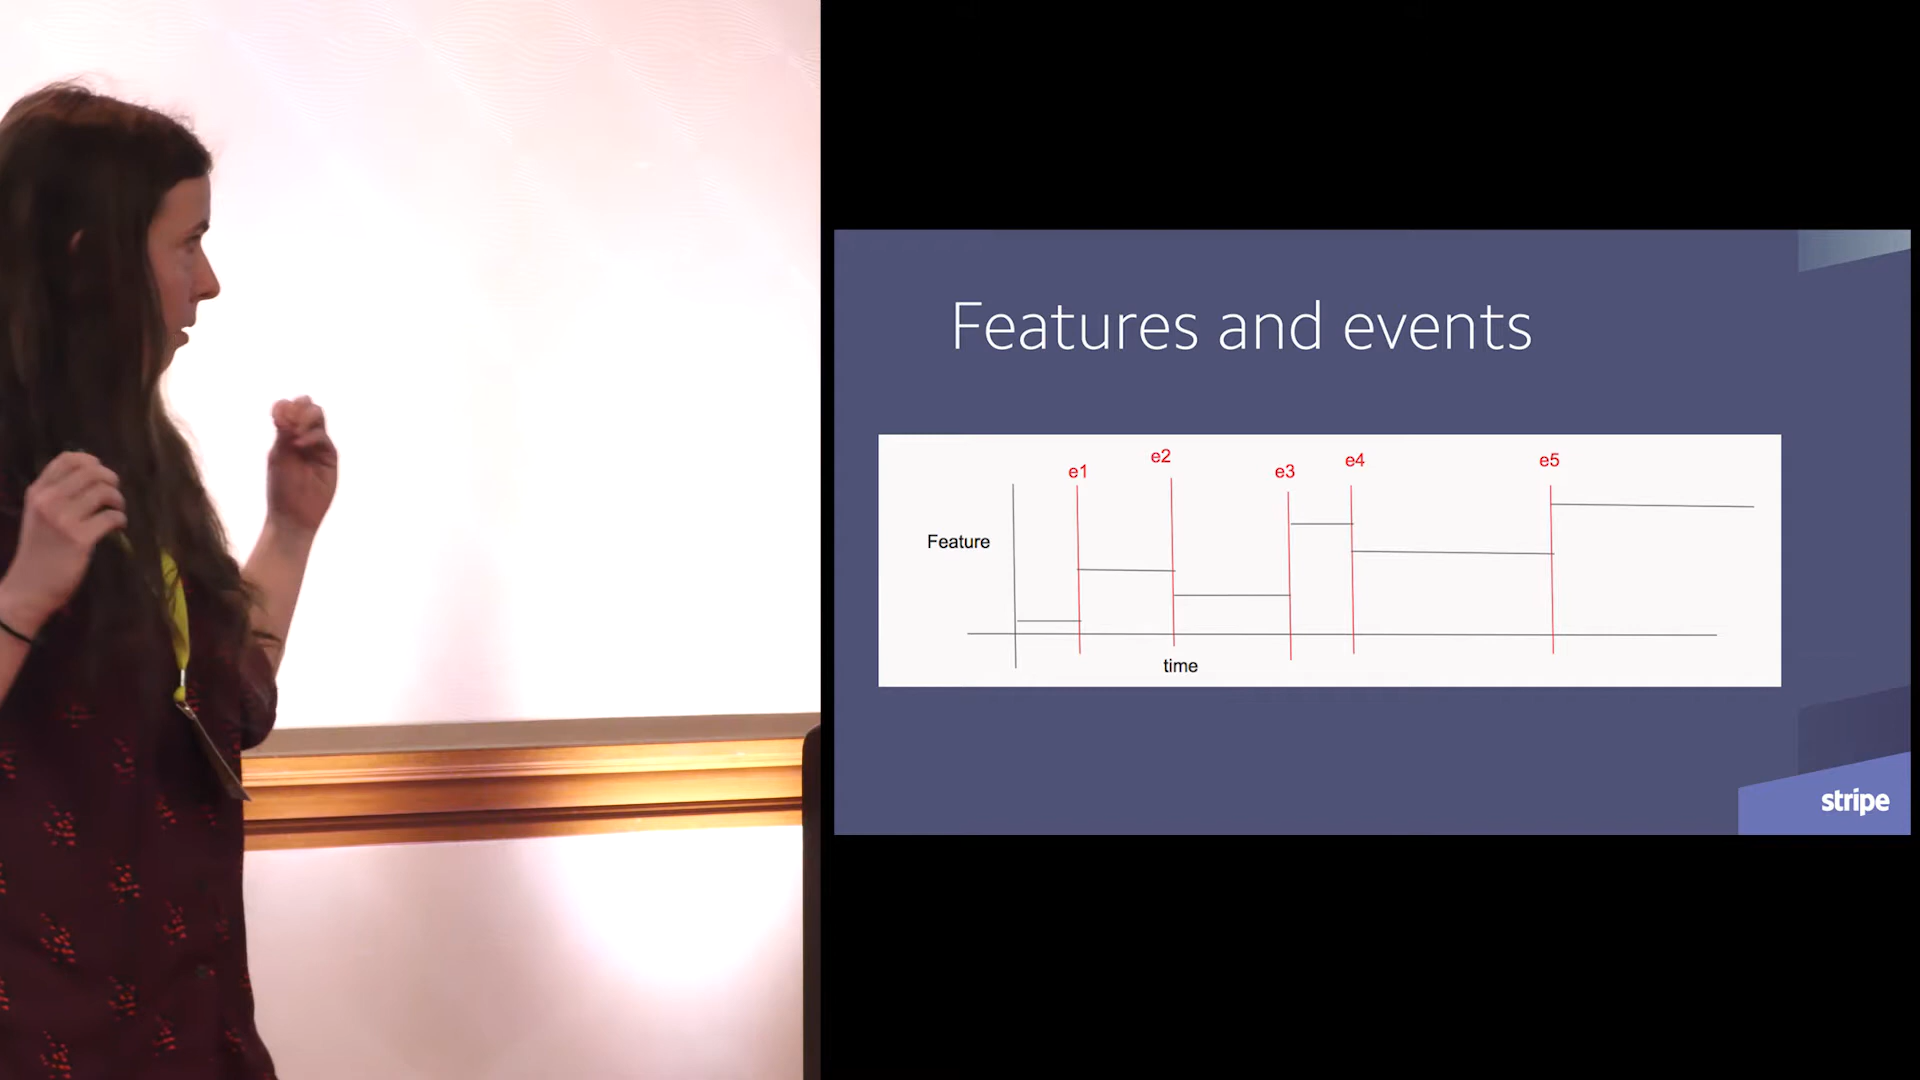 Features and events
e1
e2
e3
e4
e5
Feature
time
stripe